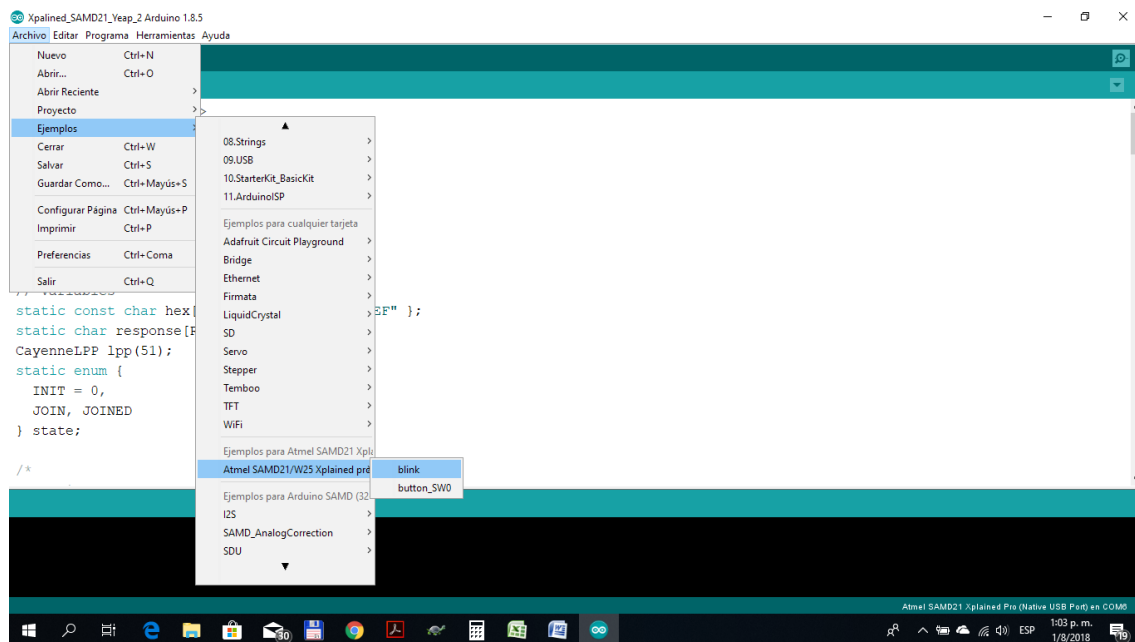 Xpalined_SAMD21_Yeap_2 Arduino 1.8.5
Archivo Editar Programa Herramientas Ayuda
Nuevo Ctrl+N
Abrir... Ctrl+O
Abrir Reciente
Proyecto
Ejemplos
Cerrar Ctrl+W
Salvar Ctrl+S
Guardar Como... Ctrl+Mayús+S
Configurar Página Ctrl+Mayús+P
Imprimir Ctrl+P
Preferencias Ctrl+Coma
Salir Ctrl+Q
>
08.Strings
09.USB
10.StarterKit_BasicKit
11.ArduinoISP
Ejemplos para cualquier tarjeta
Adafruit Circuit Playground
Bridge
Ethernet
Firmata
LiquidCrystal
SD
Servo
Stepper
Temboo
TFT
WiFi
Ejemplos para Atmel SAMD21 Xpla
Atmel SAMD21/W25 Xplained pro
Ejemplos para Arduino SAMD (32-
I2S
SAMD_AnalogCorrection
SDU
blink
button_SW0
// Variables
static const char hex[ EF" };
static char response[
CayenneLPP lpp(51);
static enum {
INIT = 0,
JOIN, JOINED
} state;
/*
Atmel SAMD21 Xplained Pro (Native USB Port) en COM6
30
ESP
1:03 p. m.
1/8/2018
19